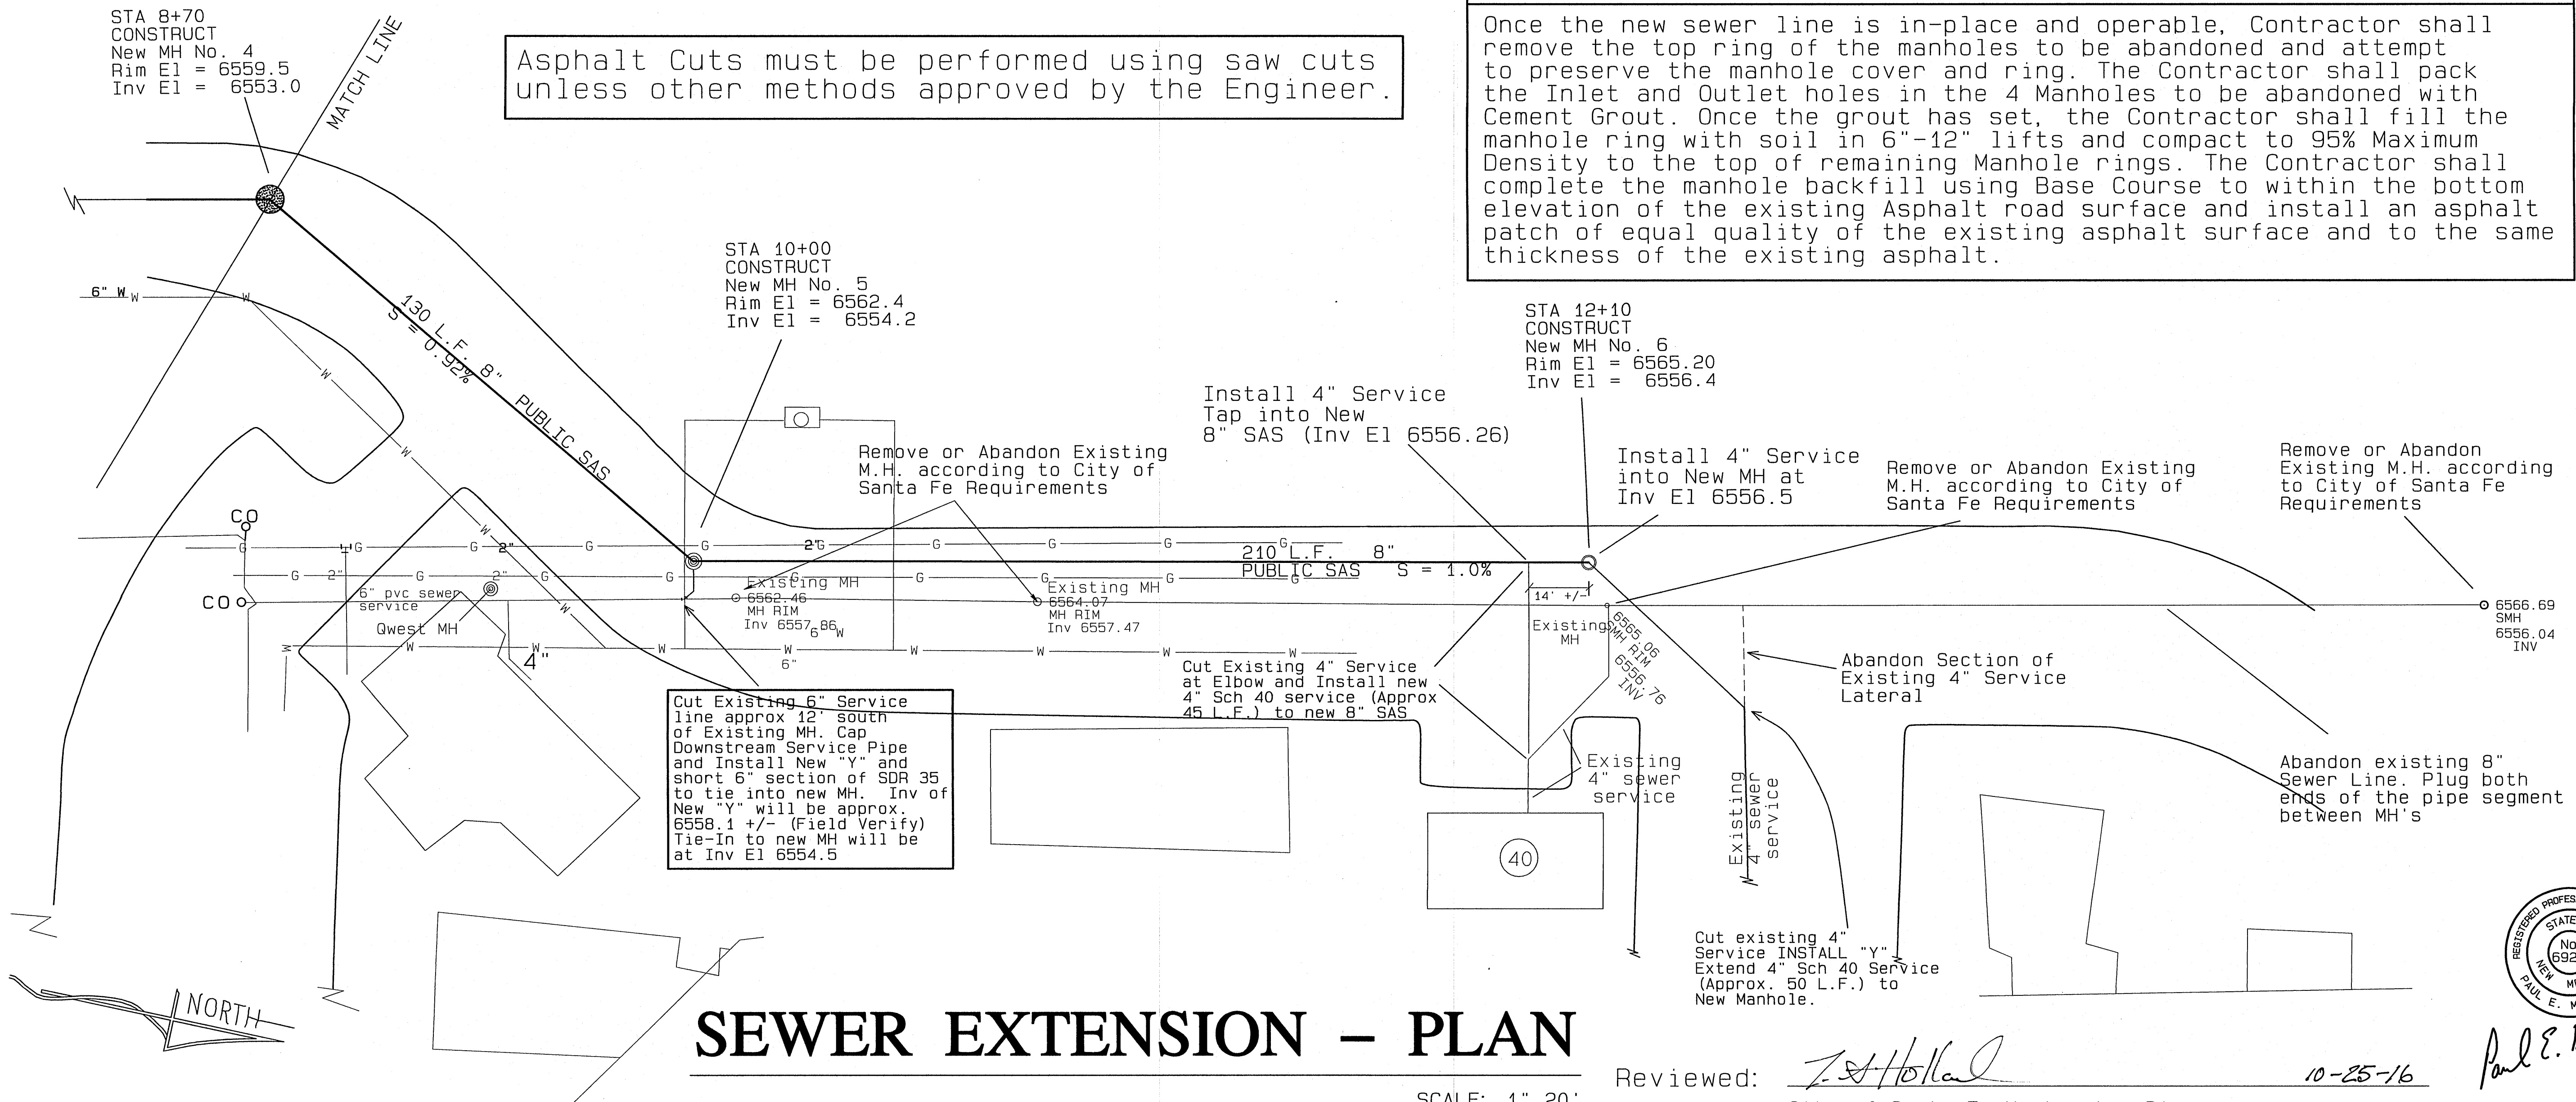 STA 8+70
CONSTRUCT
New MH No. 4
Rim El = 6559.5
Inv El = 6553.0
MATCH LINE
Asphalt Cuts must be performed using saw cuts
unless other methods approved by the Engineer.
Once the new sewer line is in-place and operable, Contractor shall
remove the top ring of the manholes to be abandoned and attempt
to preserve the manhole cover and ring. The Contractor shall pack
the Inlet and Outlet holes in the 4 Manholes to be abandoned with
Cement Grout. Once the grout has set, the Contractor shall fill the
manhole ring with soil in 6"-12" lifts and compact to 95% Maximum
Density to the top of remaining Manhole rings. The Contractor shall
complete the manhole backfill using Base Course to within the bottom
elevation of the existing Asphalt road surface and install an asphalt
patch of equal quality of the existing asphalt surface and to the same
thickness of the existing asphalt.
STA 10+00
CONSTRUCT
New MH No. 5
Rim El = 6562.4
Inv El = 6554.2
STA 12+10
CONSTRUCT
New MH No. 6
Rim El = 6565.20
Inv El = 6556.4
6" W W W
130 L.F. 8" PUBLIC SAS
S = 0.92%
Install 4" Service
Tap into New
8" SAS (Inv El 6556.26)
Remove or Abandon Existing
M.H. according to City of
Santa Fe Requirements
Install 4" Service
into New MH at
Inv El 6556.5
Remove or Abandon Existing
M.H. according to City of
Santa Fe Requirements
Remove or Abandon
Existing M.H. according
to City of Santa Fe
Requirements
W
W
W
W
CO
G G G 2" G G 2"G G G G
G 2" G 2" G G G G G G G
210 L.F. 8"
PUBLIC SAS S = 1.0%
CO
6" pvc sewer
service
Qwest MH
Existing MH
6562.46
MH RIM
Inv 6557.86
Existing MH
6564.07
MH RIM
Inv 6557.47
14' +/-
Existing
MH
6565.06
SMH RIM
6556.76
INV
6566.69
SMH
6556.04
INV
W W W W W W W W
6" W
6"
4"
Cut Existing 4" Service
at Elbow and Install new
4" Sch 40 service (Approx
45 L.F.) to new 8" SAS
Abandon Section of
Existing 4" Service
Lateral
Cut Existing 6" Service
line approx 12' south
of Existing MH. Cap
Downstream Service Pipe
and Install New "Y" and
short 6" section of SDR 35
to tie into new MH. Inv of
New "Y" will be approx.
6558.1 +/- (Field Verify)
Tie-In to new MH will be
at Inv El 6554.5
Existing
4" sewer
service
Existing
4" sewer
service
Abandon existing 8"
Sewer Line. Plug both
ends of the pipe segment
between MH's
40
Cut existing 4"
Service INSTALL "Y"
Extend 4" Sch 40 Service
(Approx. 50 L.F.) to
New Manhole.
NORTH
SEWER EXTENSION – PLAN
SCALE: 1" 20'
Reviewed:
10-25-16
REGISTERED
STATE
No
NEW
PAUL E.
Paul E.